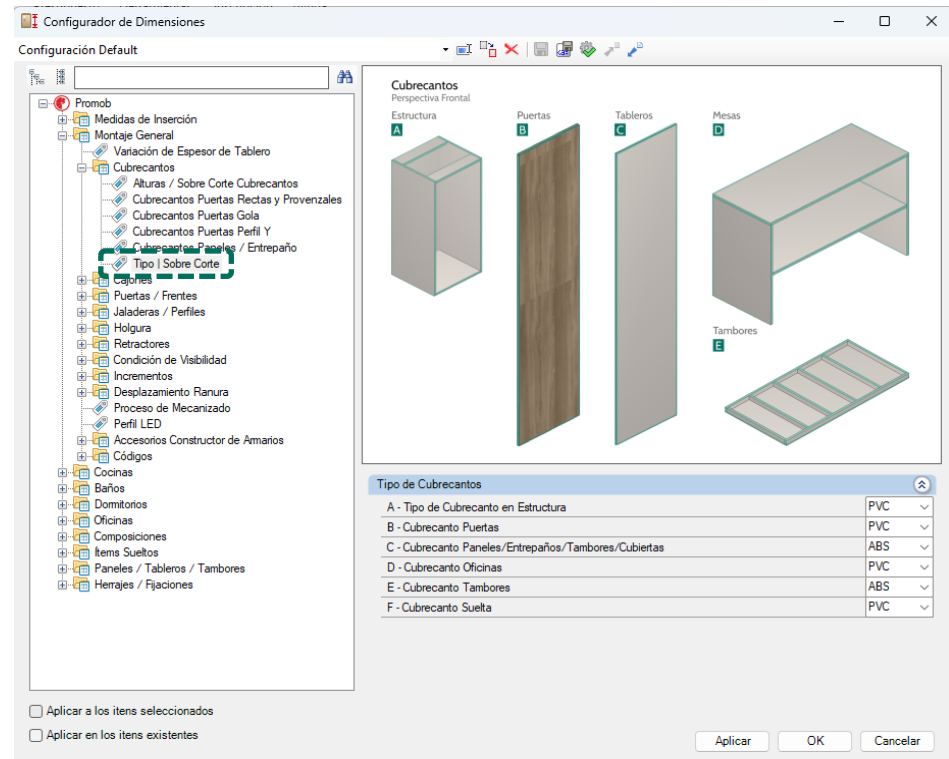 Configurador de Dimensiones
Configuración Default
Promob
Medidas de Inserción
Montaje General
Variación de Espesor de Tablero
Cubrecantos
Alturas / Sobre Corte Cubrecantos
Cubrecantos Puertas Rectas y Provenzales
Cubrecantos Puertas Gola
Cubrecantos Puertas Perfil Y
Cubrecantos Paneles / Entrepaño
Tipo | Sobre Corte
Cajones
Puertas / Frentes
Jaladeras / Perfiles
Holgura
Retractores
Condición de Visibilidad
Incrementos
Desplazamiento Ranura
Proceso de Mecanizado
Perfil LED
Accesorios Constructor de Armarios
Códigos
Cocinas
Baños
Domitorios
Oficinas
Composiciones
Ítems Sueltos
Paneles / Tableros / Tambores
Herrajes / Fijaciones
Aplicar a los itens seleccionados
Aplicar en los itens existentes
Cubrecantos
Perspectiva Frontal
Estructura Puertas Tableros Mesas
A B C D
Tambores
E
Tipo de Cubrecantos
A - Tipo de Cubrecanto en Estructura PVC
B - Cubrecanto Puertas PVC
C - Cubrecanto Paneles/Entrepaños/Tambores/Cubiertas ABS
D - Cubrecanto Oficinas PVC
E - Cubrecanto Tambores ABS
F - Cubrecanto Suelta PVC
Aplicar OK Cancelar